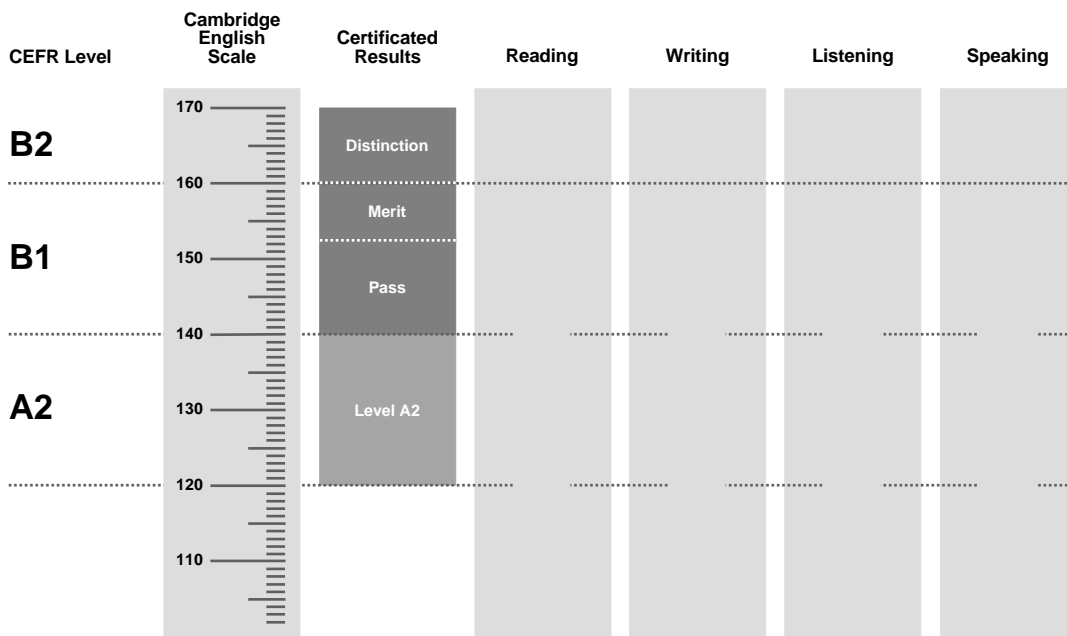 CEFR Level
Cambridge
English
Scale
Certificated
Results
Reading
Writing
Listening
Speaking
170
B2
Distinction
160
Merit
B1
150
Pass
140
A2
130
Level A2
120
110